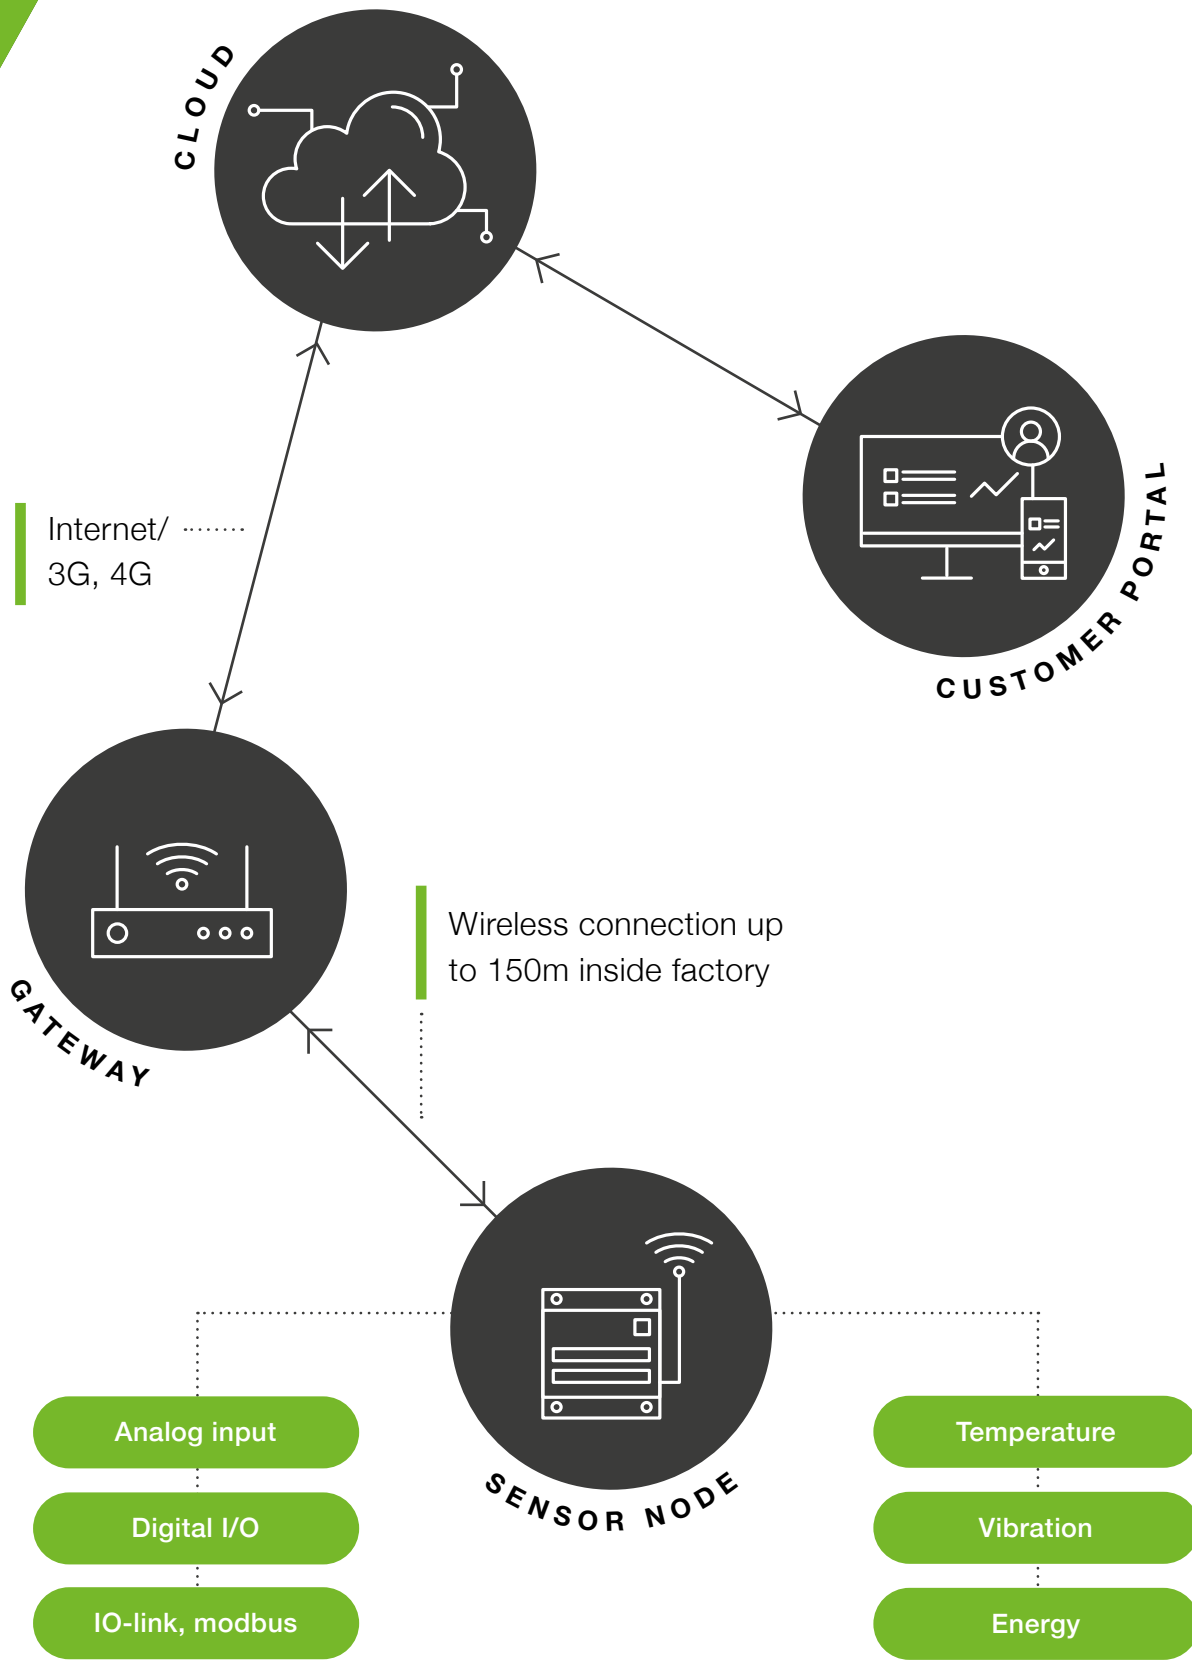 CLOUD
CUSTOMER PORTAL
Internet/
3G, 4G
GATEWAY
Wireless connection up
to 150m inside factory
SENSOR NODE
Analog input
Digital I/O
IO-link, modbus
Temperature
Vibration
Energy